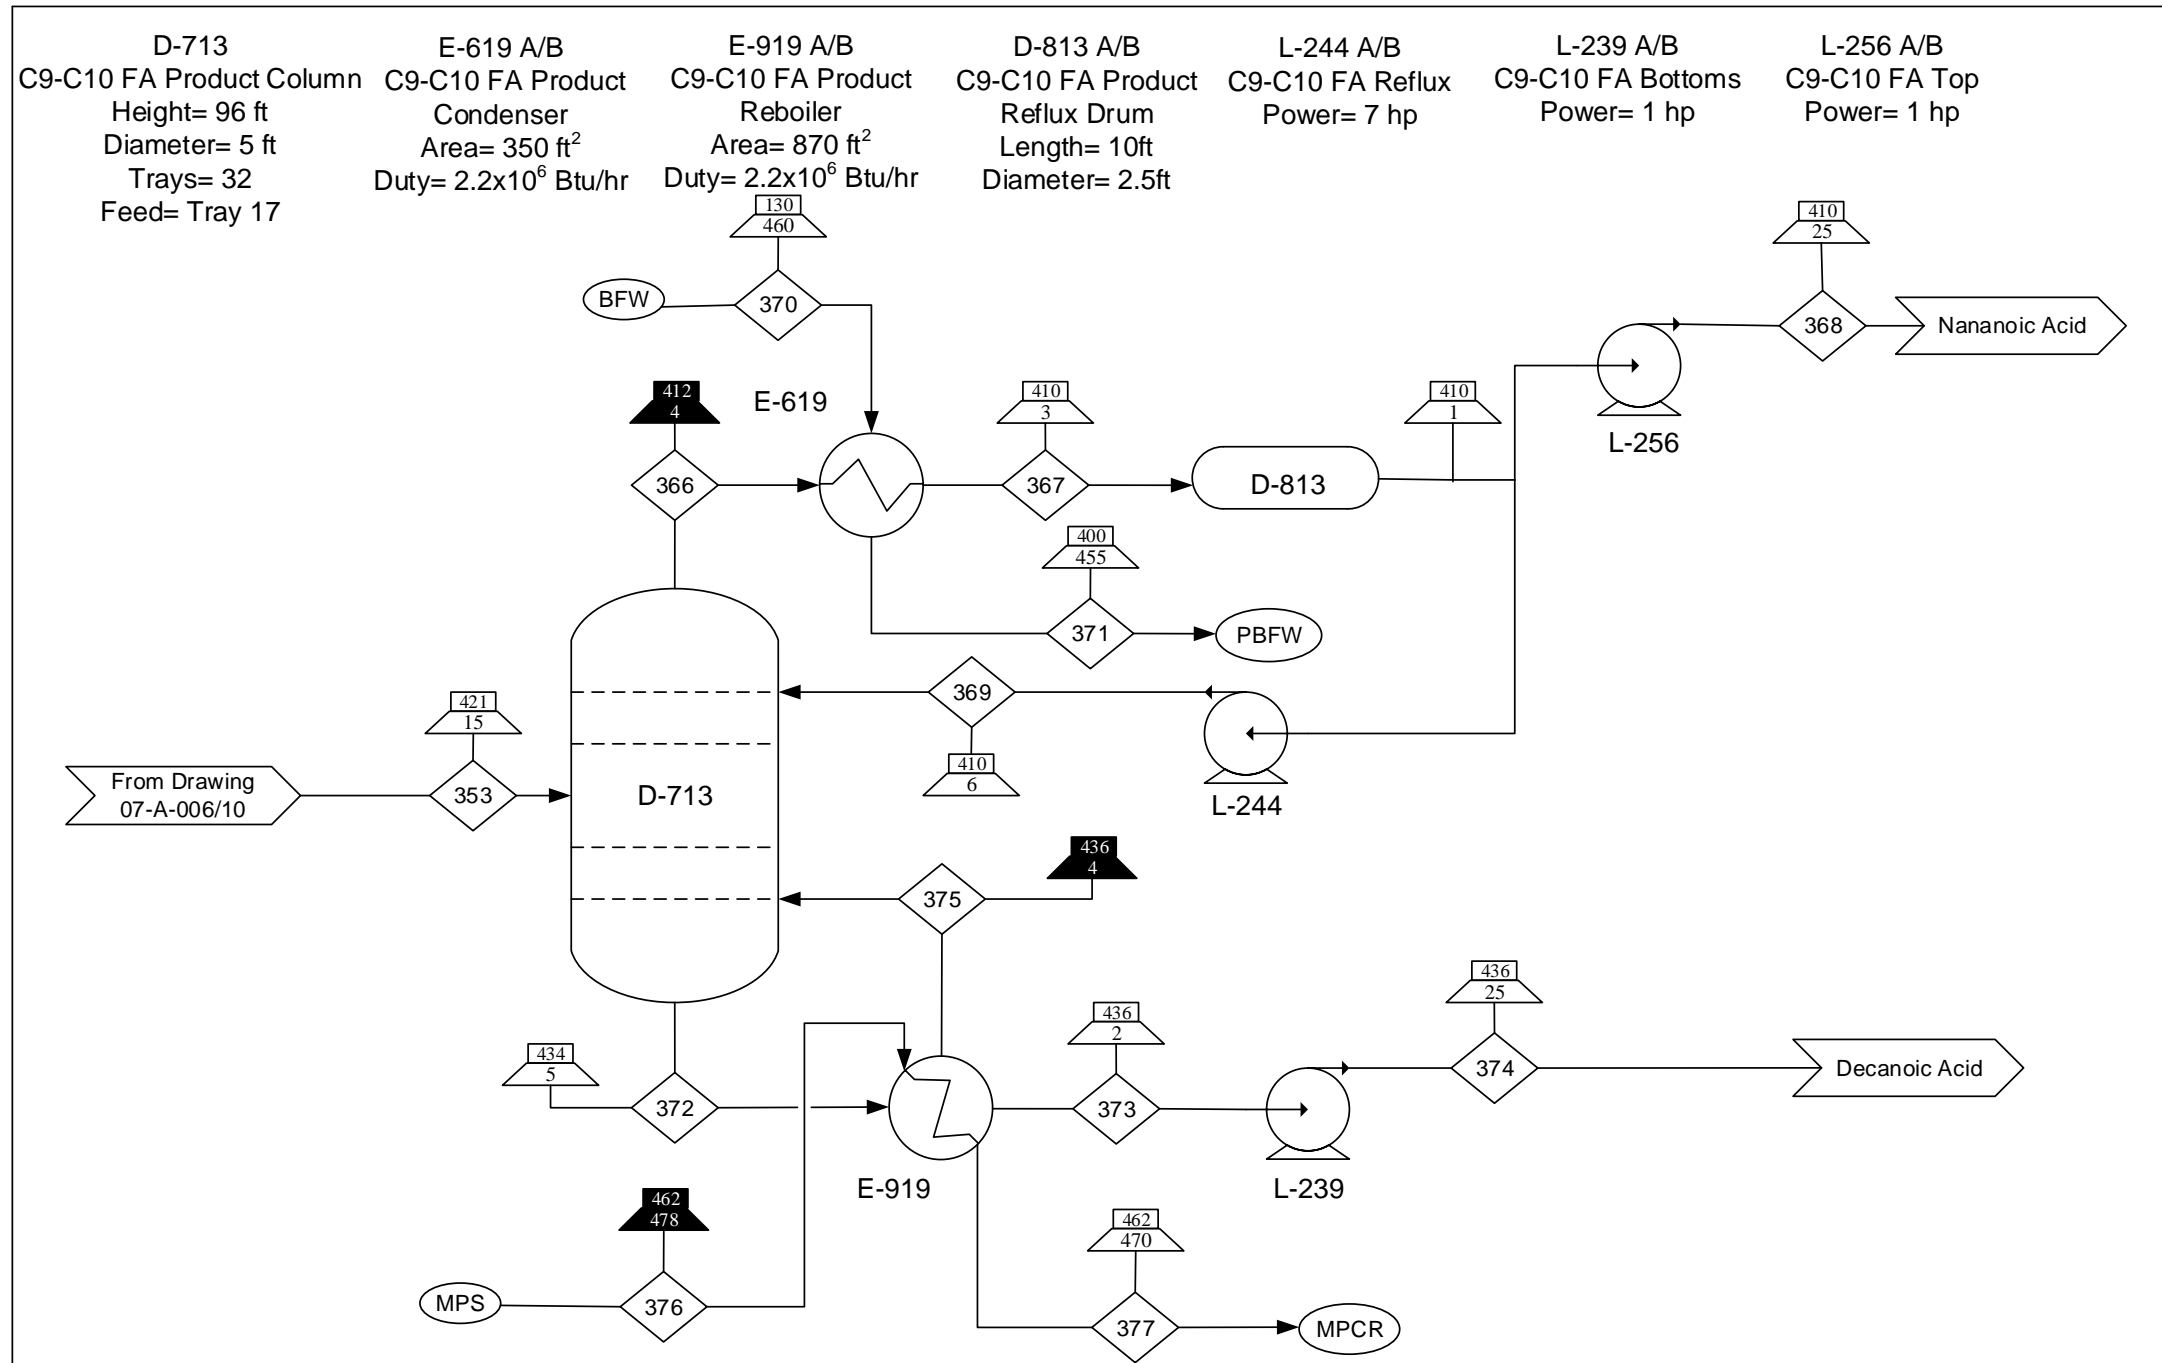 D-713
C9-C10 FA Product Column
Height= 96 ft
Diameter= 5 ft
Trays= 32
Feed= Tray 17
E-619 A/B
C9-C10 FA Product
Condenser
Area= 350 ft²
Duty= 2.2x10⁶ Btu/hr
E-919 A/B
C9-C10 FA Product
Reboiler
Area= 870 ft²
Duty= 2.2x10⁶ Btu/hr
D-813 A/B
C9-C10 FA Product
Reflux Drum
Length= 10ft
Diameter= 2.5ft
L-244 A/B
C9-C10 FA Reflux
Power= 7 hp
L-239 A/B
C9-C10 FA Bottoms
Power= 1 hp
L-256 A/B
C9-C10 FA Top
Power= 1 hp
130
460
BFW
370
410
25
368
Nananoic Acid
L-256
412
4
E-619
366
410
3
367
D-813
410
1
400
455
371
PBFW
369
410
6
L-244
421
15
From Drawing
07-A-006/10
353
D-713
436
4
375
434
5
372
E-919
436
2
373
L-239
436
25
374
Decanoic Acid
462
478
MPS
376
462
470
377
MPCR